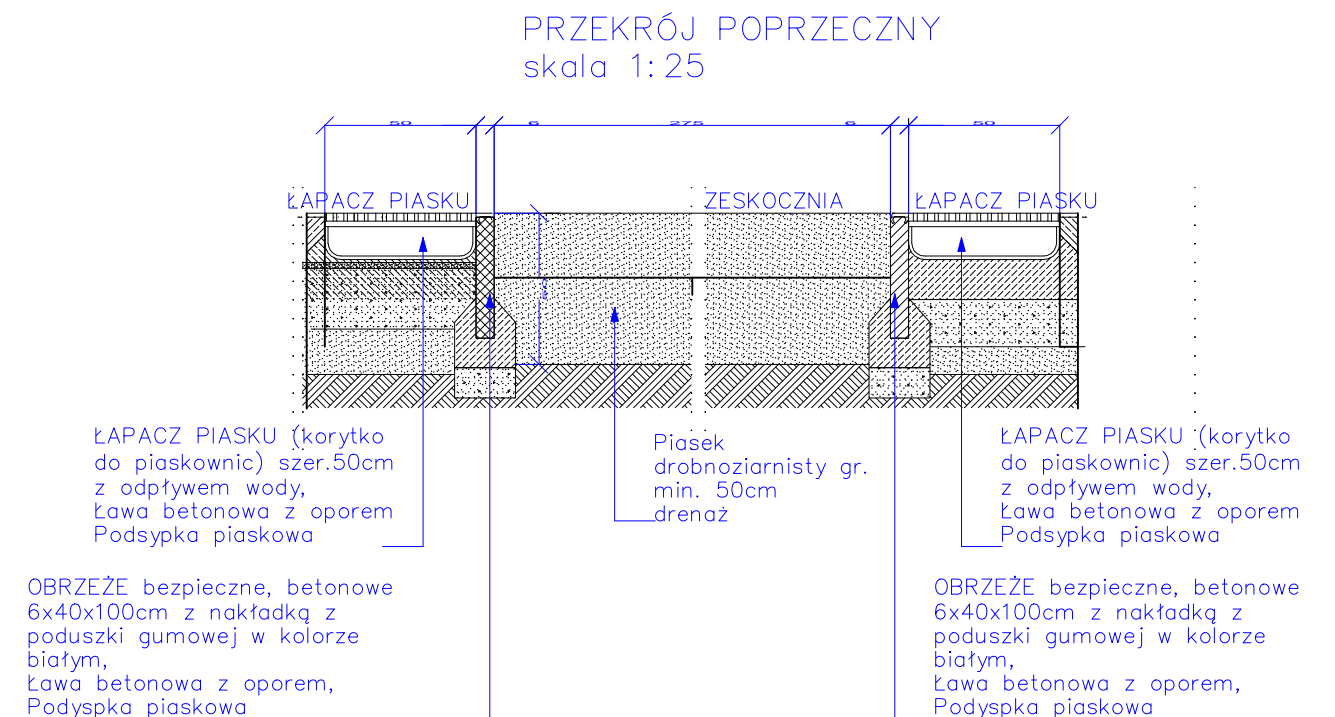 PRZEKRÓJ POPRZECZNY
skala 1:25
50 6 275 6 50
ŁAPACZ PIASKU ZESKOCZNIA ŁAPACZ PIASKU
ŁAPACZ PIASKU (korytko
do piaskownic) szer.50cm
z odpływem wody,
Ława betonowa z oporem
Podsypka piaskowa
Piasek
drobnoziarnisty gr.
min. 50cm
drenaż
ŁAPACZ PIASKU (korytko
do piaskownic) szer.50cm
z odpływem wody,
Ława betonowa z oporem
Podsypka piaskowa
OBRZEŻE bezpieczne, betonowe
6x40x100cm z nakładką z
poduszki gumowej w kolorze
białym,
Ława betonowa z oporem,
Podyspka piaskowa
OBRZEŻE bezpieczne, betonowe
6x40x100cm z nakładką z
poduszki gumowej w kolorze
białym,
Ława betonowa z oporem,
Podyspka piaskowa